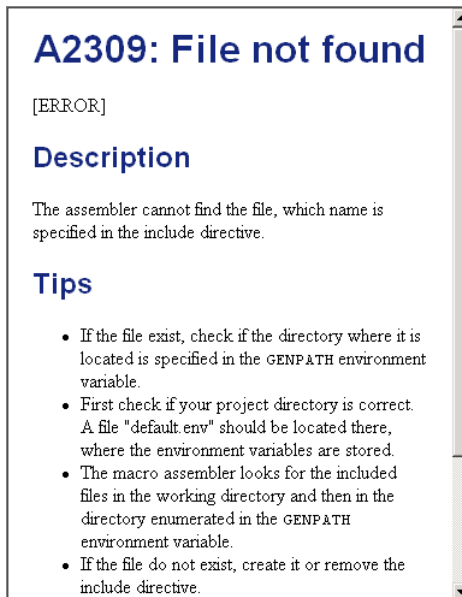 A2309: File not found
[ERROR]
Description
The assembler cannot find the file, which name is
specified in the include directive.
Tips
• If the file exist, check if the directory where it is
located is specified in the GENPATH environment
variable.
• First check if your project directory is correct.
A file "default.env" should be located there,
where the environment variables are stored.
• The macro assembler looks for the included
files in the working directory and then in the
directory enumerated in the GENPATH
environment variable.
• If the file do not exist, create it or remove the
include directive.